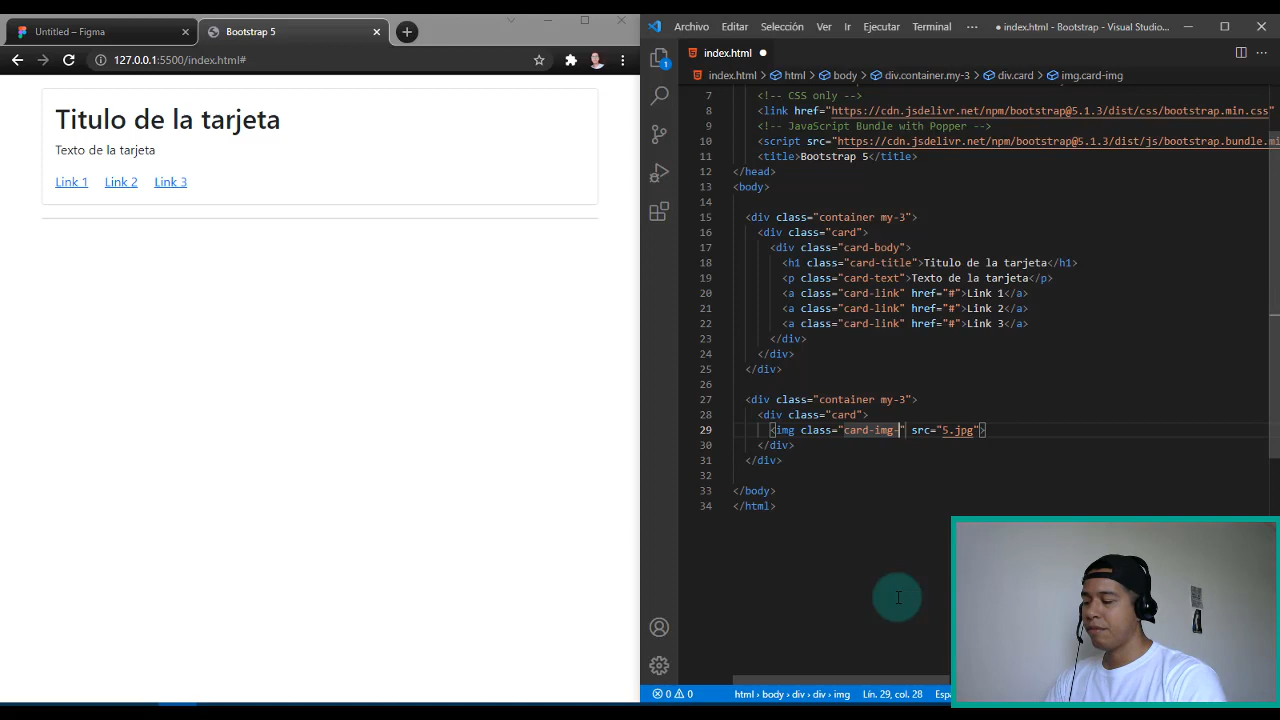 Untitled – Figma
Bootstrap 5
127.0.0.1:5500/index.html#
Titulo de la tarjeta
Texto de la tarjeta
Link 1 Link 2 Link 3
Archivo Editar Selección Ver Ir Ejecutar Terminal ··· ● index.html - Bootstrap - Visual Studio...
index.html ●
index.html > html > body > div.container.my-3 > div.card > img.card-img
1
7
<!-- CSS only -->
8 <link href="https://cdn.jsdelivr.net/npm/bootstrap@5.1.3/dist/css/bootstrap.min.css"
9 <!-- JavaScript Bundle with Popper -->
10 <script src="https://cdn.jsdelivr.net/npm/bootstrap@5.1.3/dist/js/bootstrap.bundle.mi
11 <title>Bootstrap 5</title>
12 </head>
13 <body>
14
15 <div class="container my-3">
16 <div class="card">
17 <div class="card-body">
18 <h1 class="card-title">Titulo de la tarjeta</h1>
19 <p class="card-text">Texto de la tarjeta</p>
20 <a class="card-link" href="#">Link 1</a>
21 <a class="card-link" href="#">Link 2</a>
22 <a class="card-link" href="#">Link 3</a>
23 </div>
24 </div>
25 </div>
26
27 <div class="container my-3">
28 <div class="card">
29 <img class="card-img-" src="5.jpg">
30 </div>
31 </div>
32
33 </body>
34 </html>
0 0 html > body > div > div > img Lín. 29, col. 28 Espa